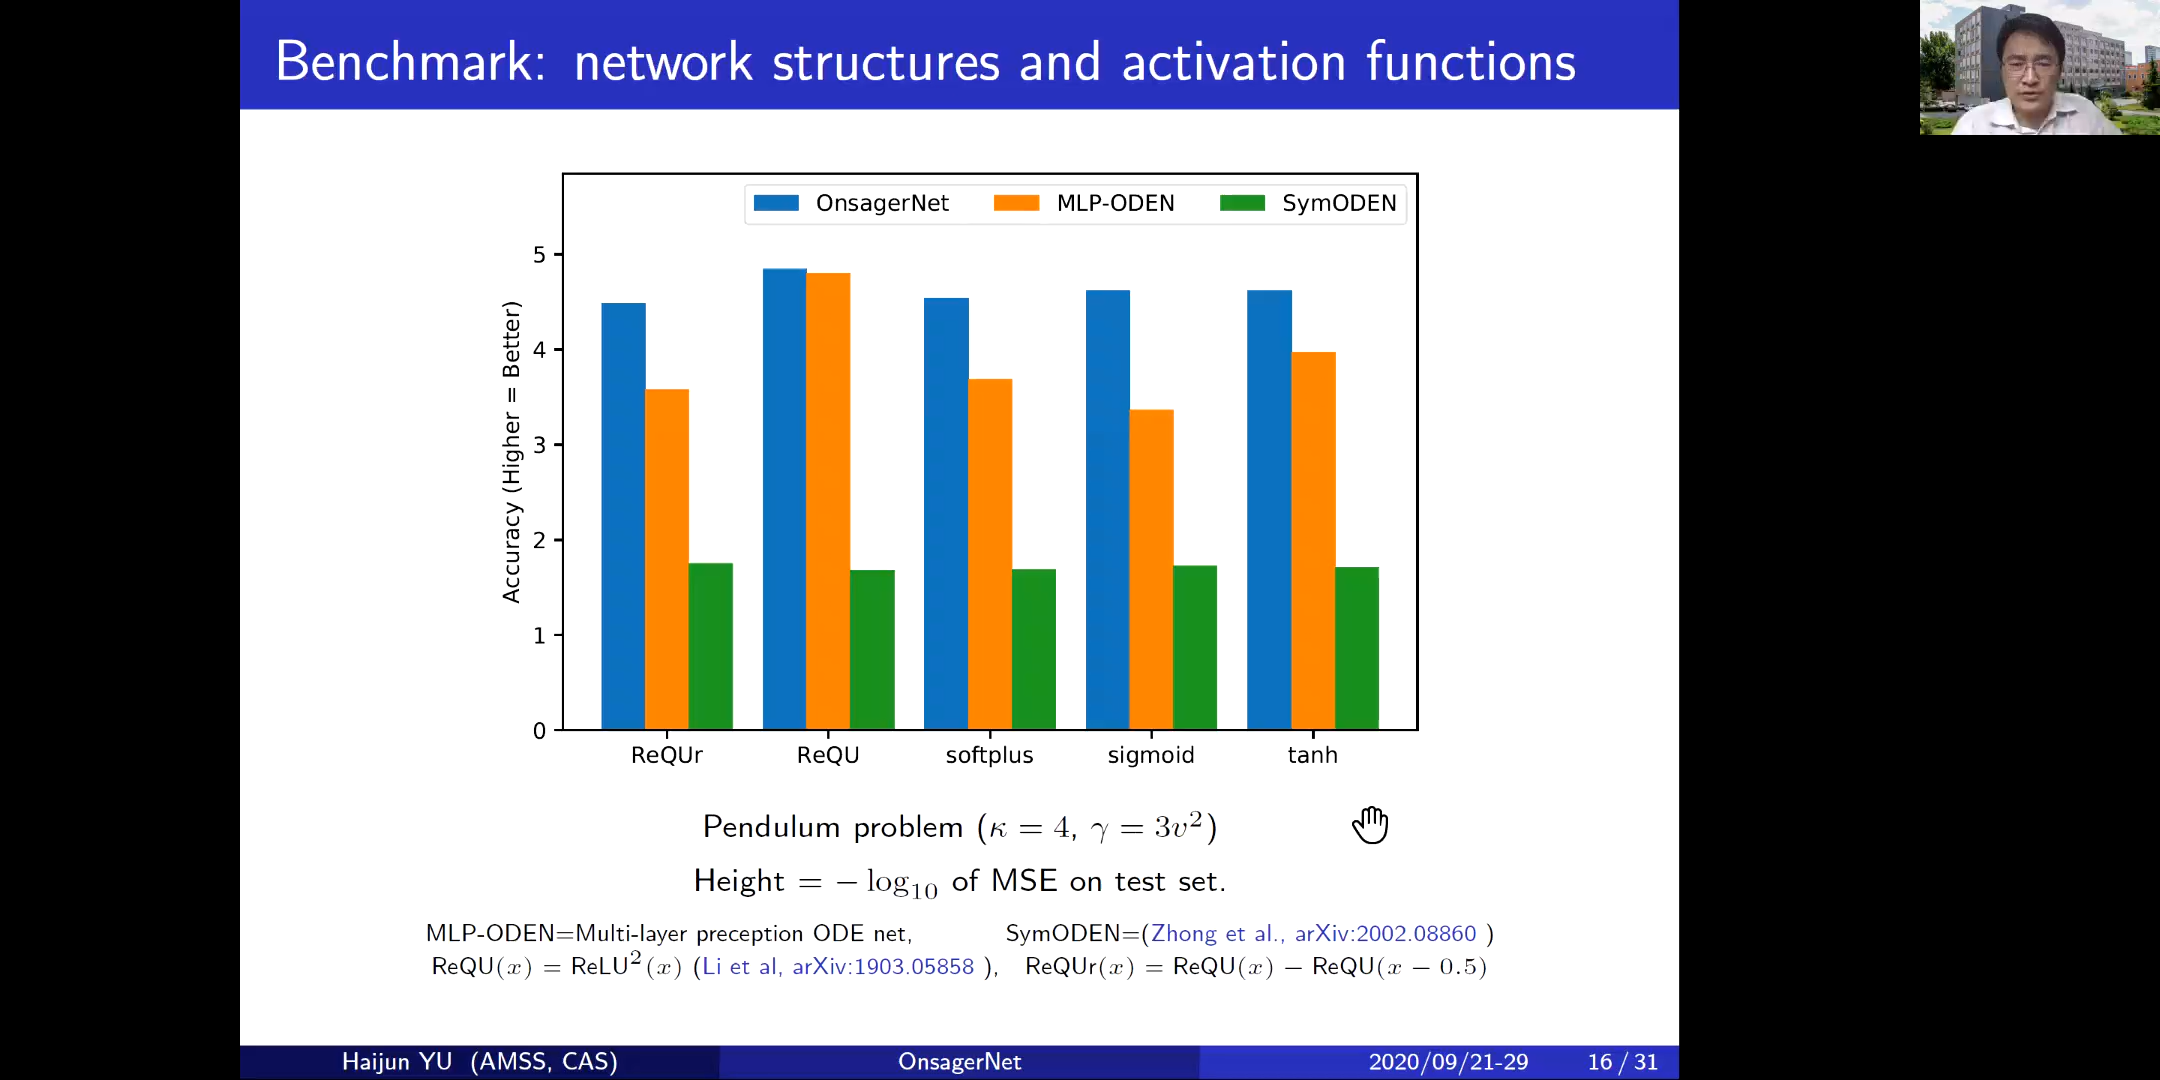 Benchmark: network structures and activation functions
OnsagerNet MLP-ODEN SymODEN
Accuracy (Higher = Better)
5
4
3
2
1
0
ReQUr ReQU softplus sigmoid tanh
Pendulum problem (κ = 4, γ = 3v²)
Height = − log₁₀ of MSE on test set.
MLP-ODEN=Multi-layer preception ODE net, SymODEN=(Zhong et al., arXiv:2002.08860 )
ReQU(x) = ReLU²(x) (Li et al, arXiv:1903.05858 ), ReQUr(x) = ReQU(x) − ReQU(x − 0.5)
Haijun YU (AMSS, CAS) OnsagerNet 2020/09/21-29 16 / 31